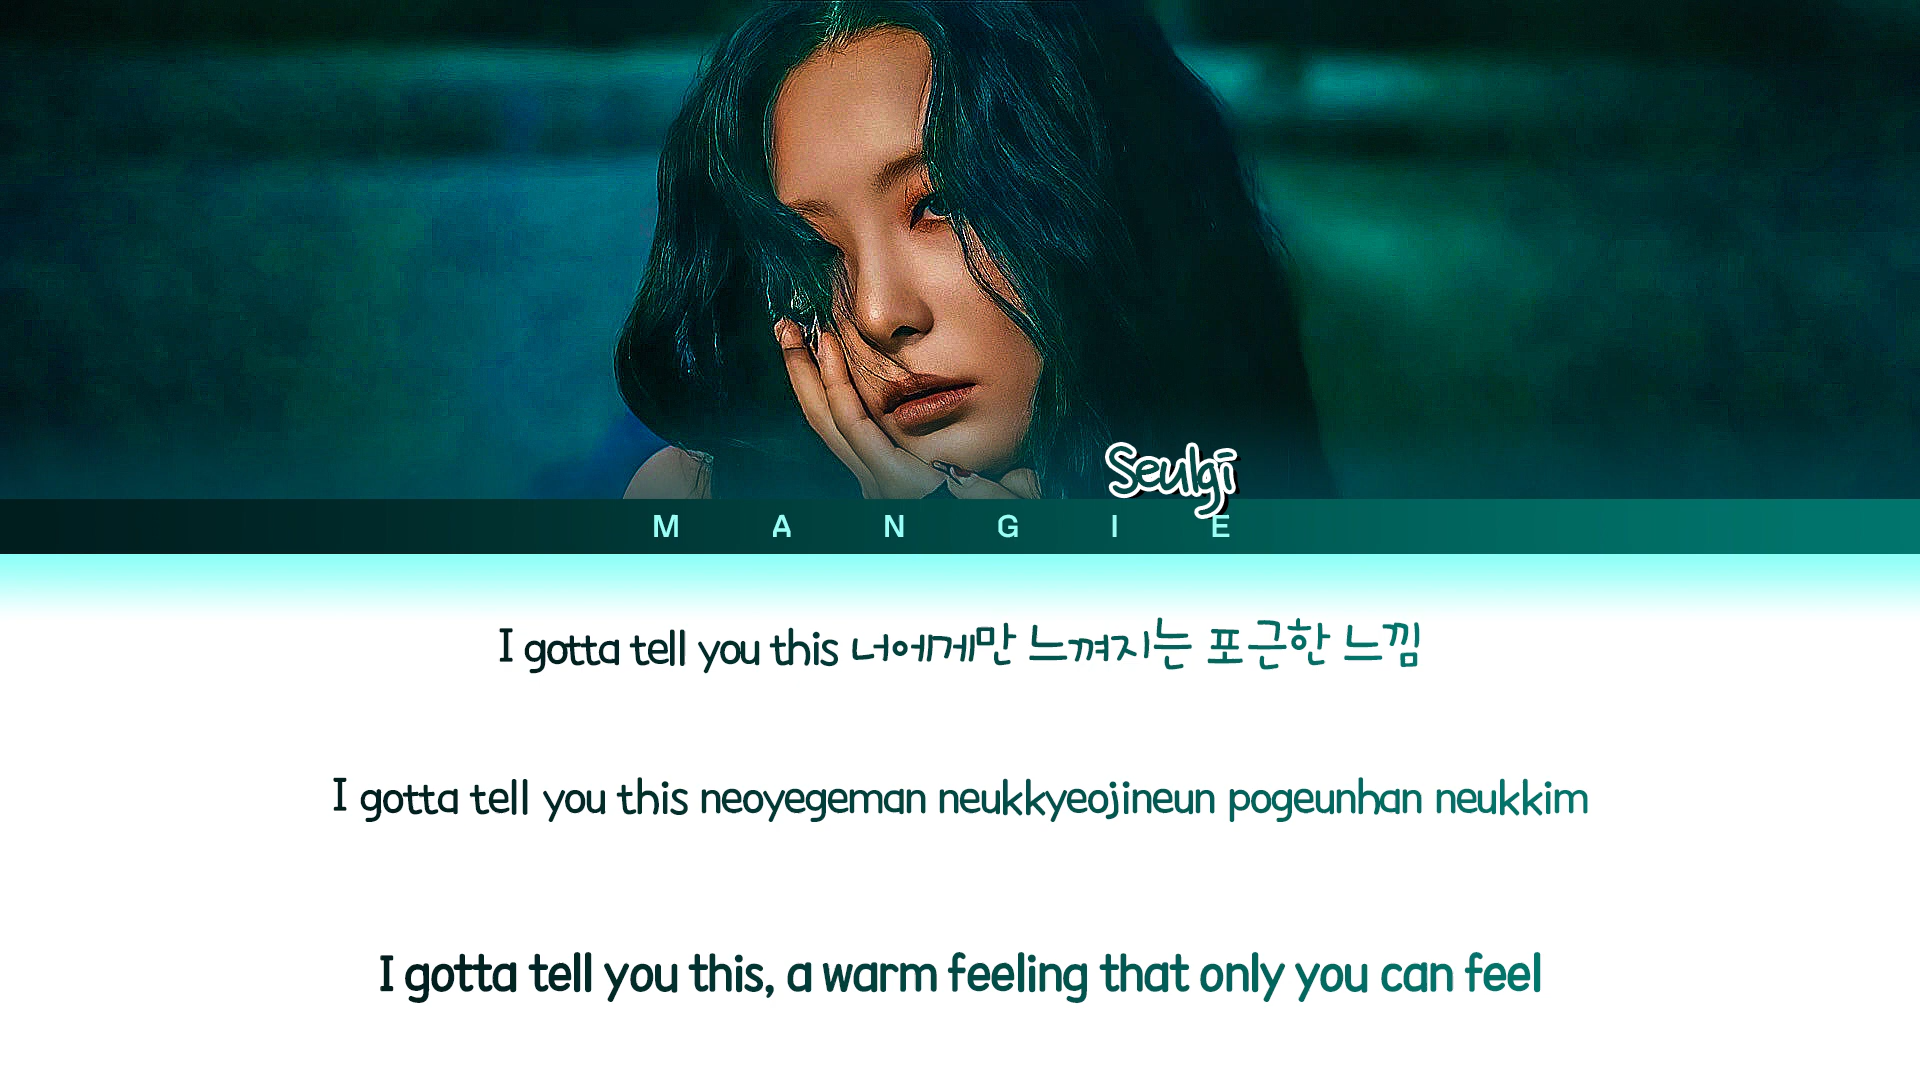 Seulgi
MANGIE
I gotta tell you this 너에게만 느껴지는 포근한 느낌
I gotta tell you this neoyegeman neukkyeojineun pogeunhan neukkim
I gotta tell you this, a warm feeling that only you can feel